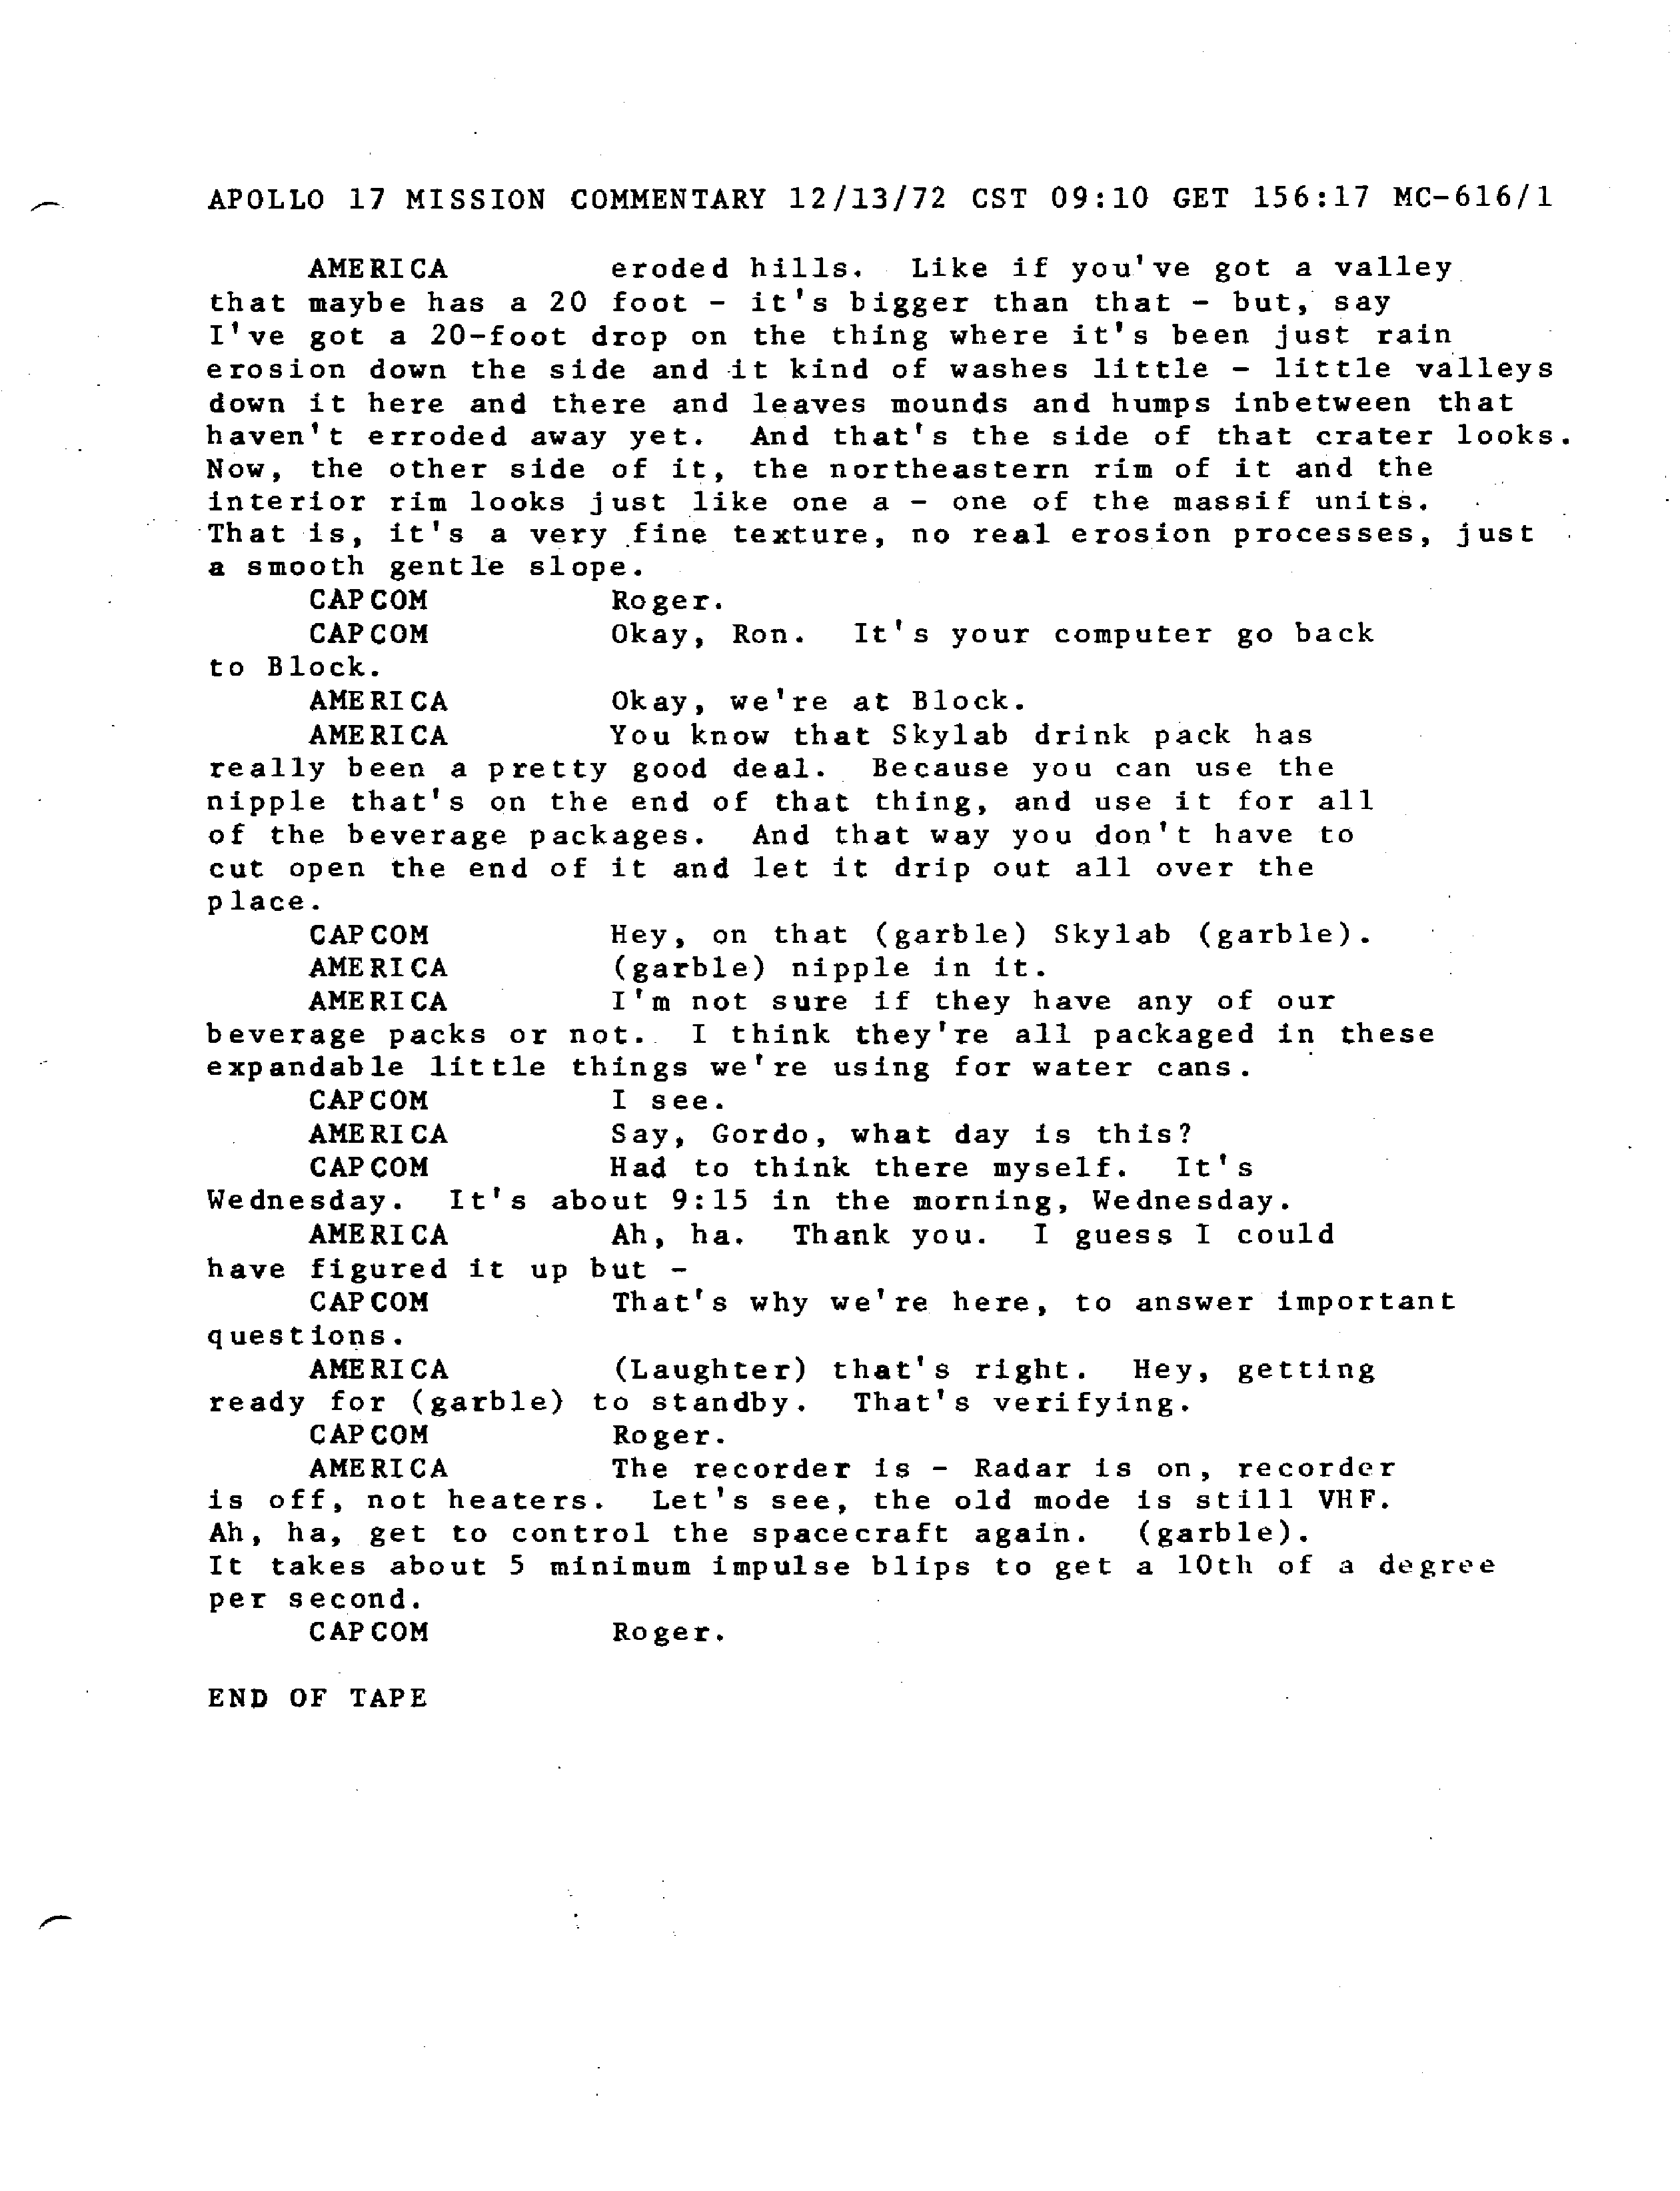 APOLLO 17 MISSION COMMENTARY 12/13/72 CST 09:10 GET 156:17 MC-616/1
AMERICA eroded hills. Like if you've got a valley
that maybe has a 20 foot - it's bigger than that - but, say
I've got a 20-foot drop on the thing where it's been just rain
erosion down the side and it kind of washes little - little valleys
down it here and there and leaves mounds and humps inbetween that
haven't erroded away yet. And that's the side of that crater looks.
Now, the other side of it, the northeastern rim of it and the
interior rim looks just like one a - one of the massif units.
That is, it's a very fine texture, no real erosion processes, just
a smooth gentle slope.
CAPCOM Roger.
CAPCOM Okay, Ron. It's your computer go back
to Block.
AMERICA Okay, we're at Block.
AMERICA You know that Skylab drink pack has
really been a pretty good deal. Because you can use the
nipple that's on the end of that thing, and use it for all
of the beverage packages. And that way you don't have to
cut open the end of it and let it drip out all over the
place.
CAPCOM Hey, on that (garble) Skylab (garble).
AMERICA (garble) nipple in it.
AMERICA I'm not sure if they have any of our
beverage packs or not. I think they're all packaged in these
expandable little things we're using for water cans.
CAPCOM I see.
AMERICA Say, Gordo, what day is this?
CAPCOM Had to think there myself. It's
Wednesday. It's about 9:15 in the morning, Wednesday.
AMERICA Ah, ha. Thank you. I guess I could
have figured it up but -
CAPCOM That's why we're here, to answer important
questions.
AMERICA (Laughter) that's right. Hey, getting
ready for (garble) to standby. That's verifying.
CAPCOM Roger.
AMERICA The recorder is - Radar is on, recorder
is off, not heaters. Let's see, the old mode is still VHF.
Ah, ha, get to control the spacecraft again. (garble).
It takes about 5 minimum impulse blips to get a 10th of a degree
per second.
CAPCOM Roger.
END OF TAPE